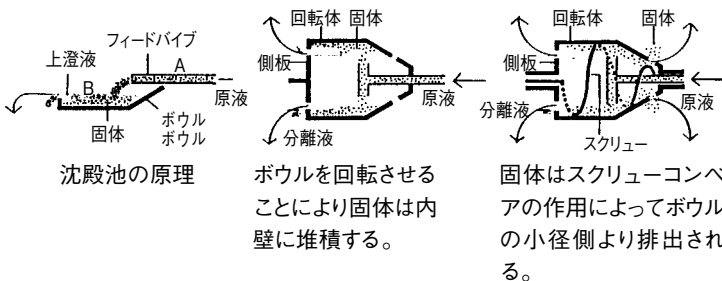 フィードバイブ
上澄液
A
B
原液
固体
ボウル
ボウル
沈殿池の原理
回転体 固体
側板
原液
分離液
ボウルを回転させる
ことにより固体は内
壁に堆積する。
回転体 固体
側板
原液
分離液
スクリュー
固体はスクリューコンベ
アの作用によってボウル
の小径側より排出され
る。